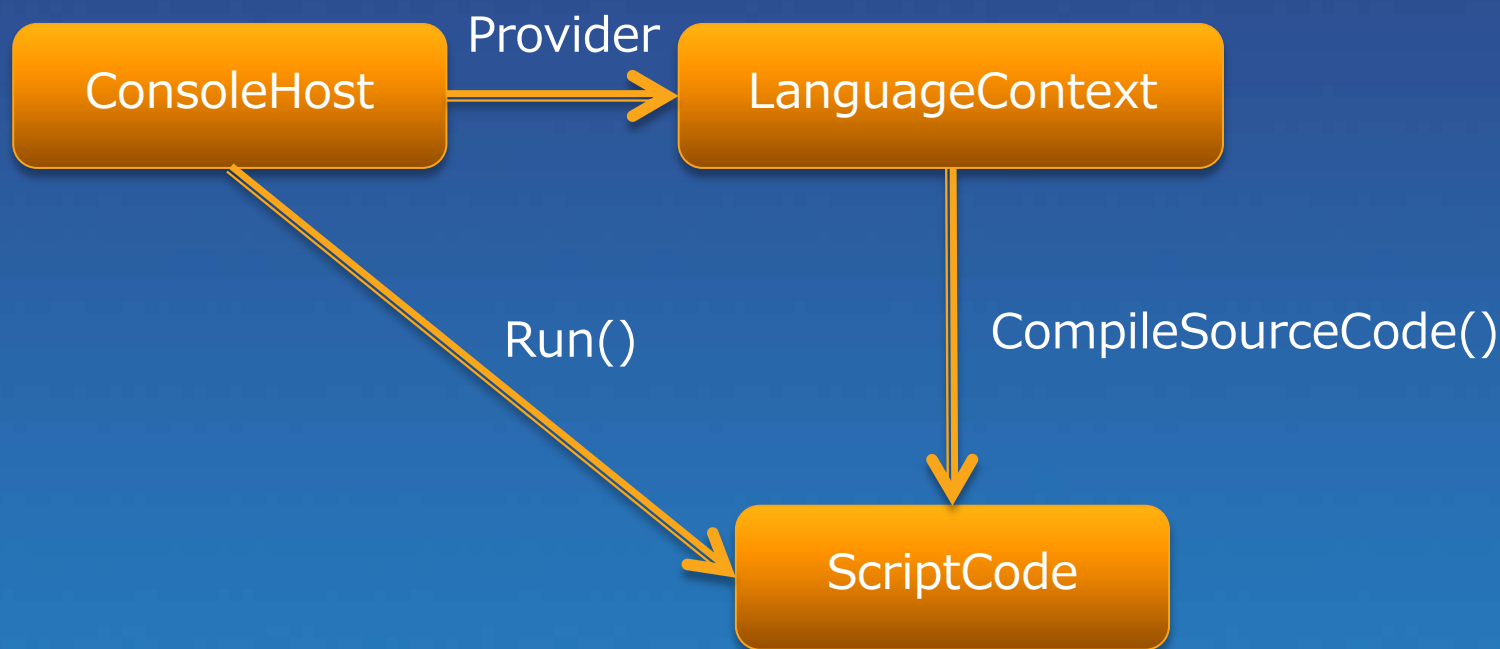 Provider
ConsoleHost
LanguageContext
Run()
CompileSourceCode()
ScriptCode